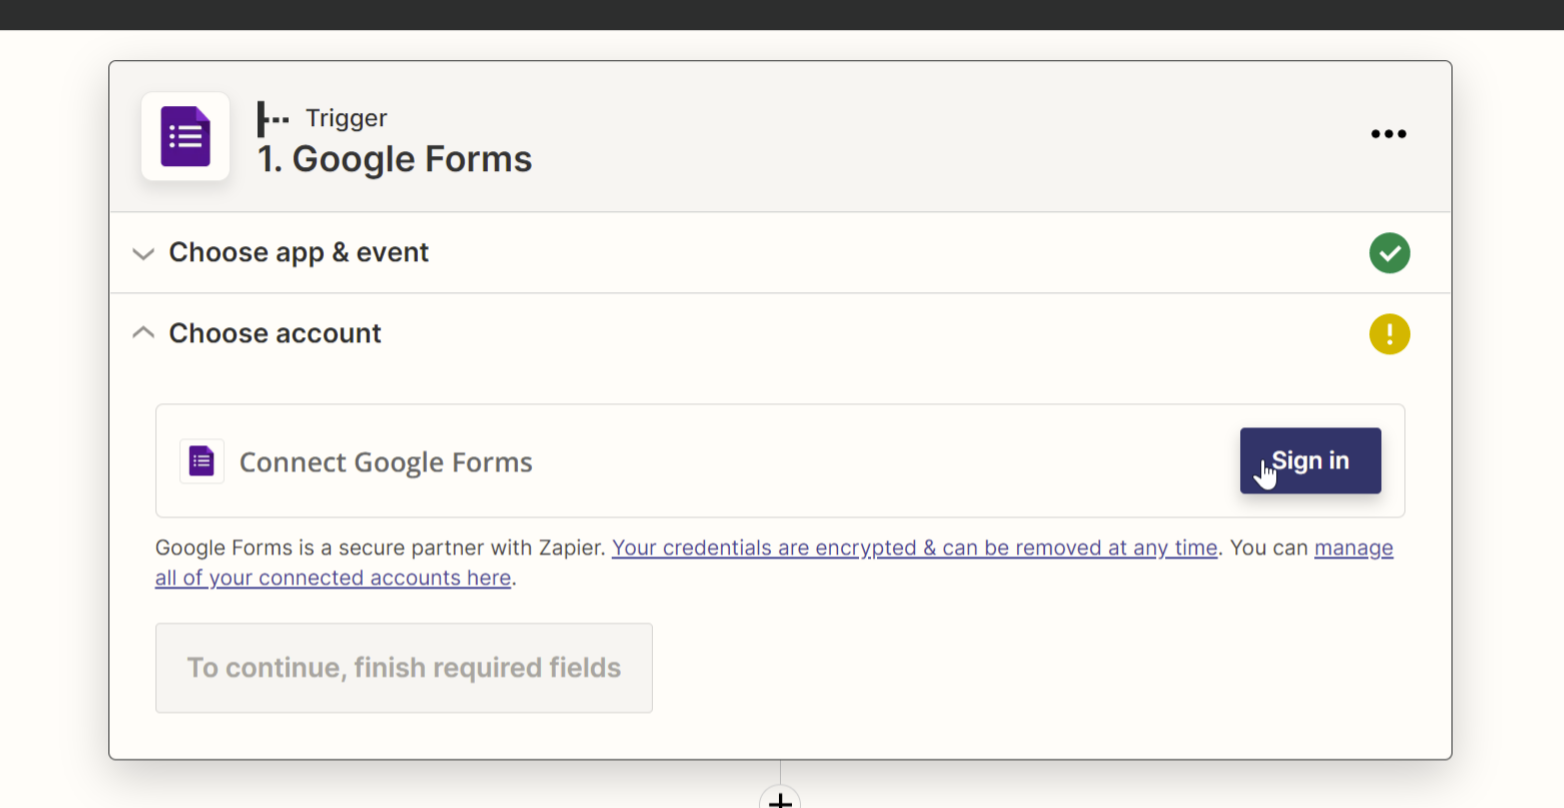 Trigger
1. Google Forms
Choose app & event
Choose account
Connect Google Forms
Sign in
Google Forms is a secure partner with Zapier. Your credentials are encrypted & can be removed at any time. You can manage
all of your connected accounts here.
To continue, finish required fields